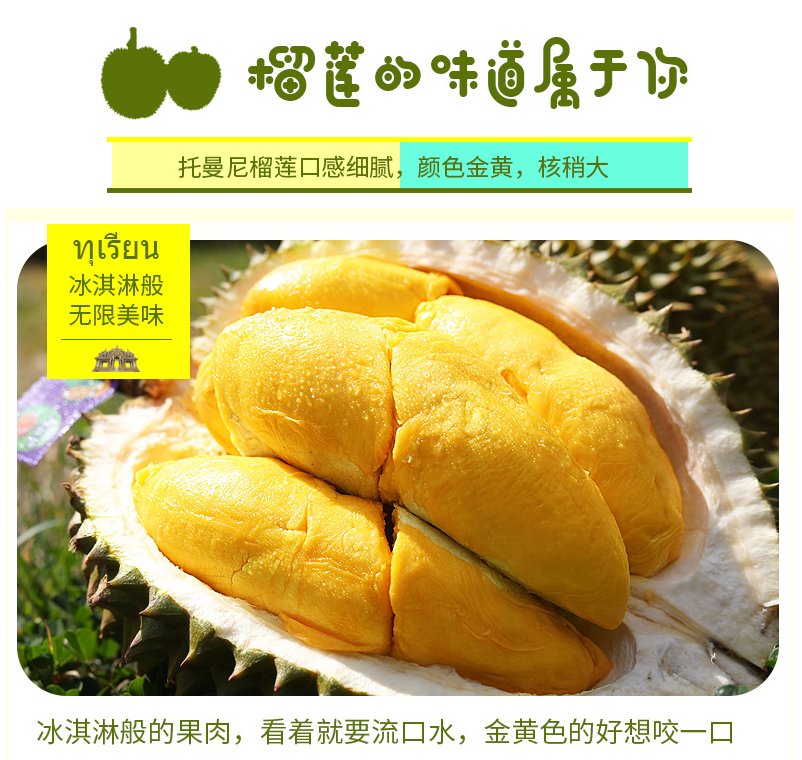 榴莲的味道属于你
托曼尼榴莲口感细腻，颜色金黄，核稍大
ทุเรียน
冰淇淋般
无限美味
冰淇淋般的果肉，看着就要流口水，金黄色的好想咬一口